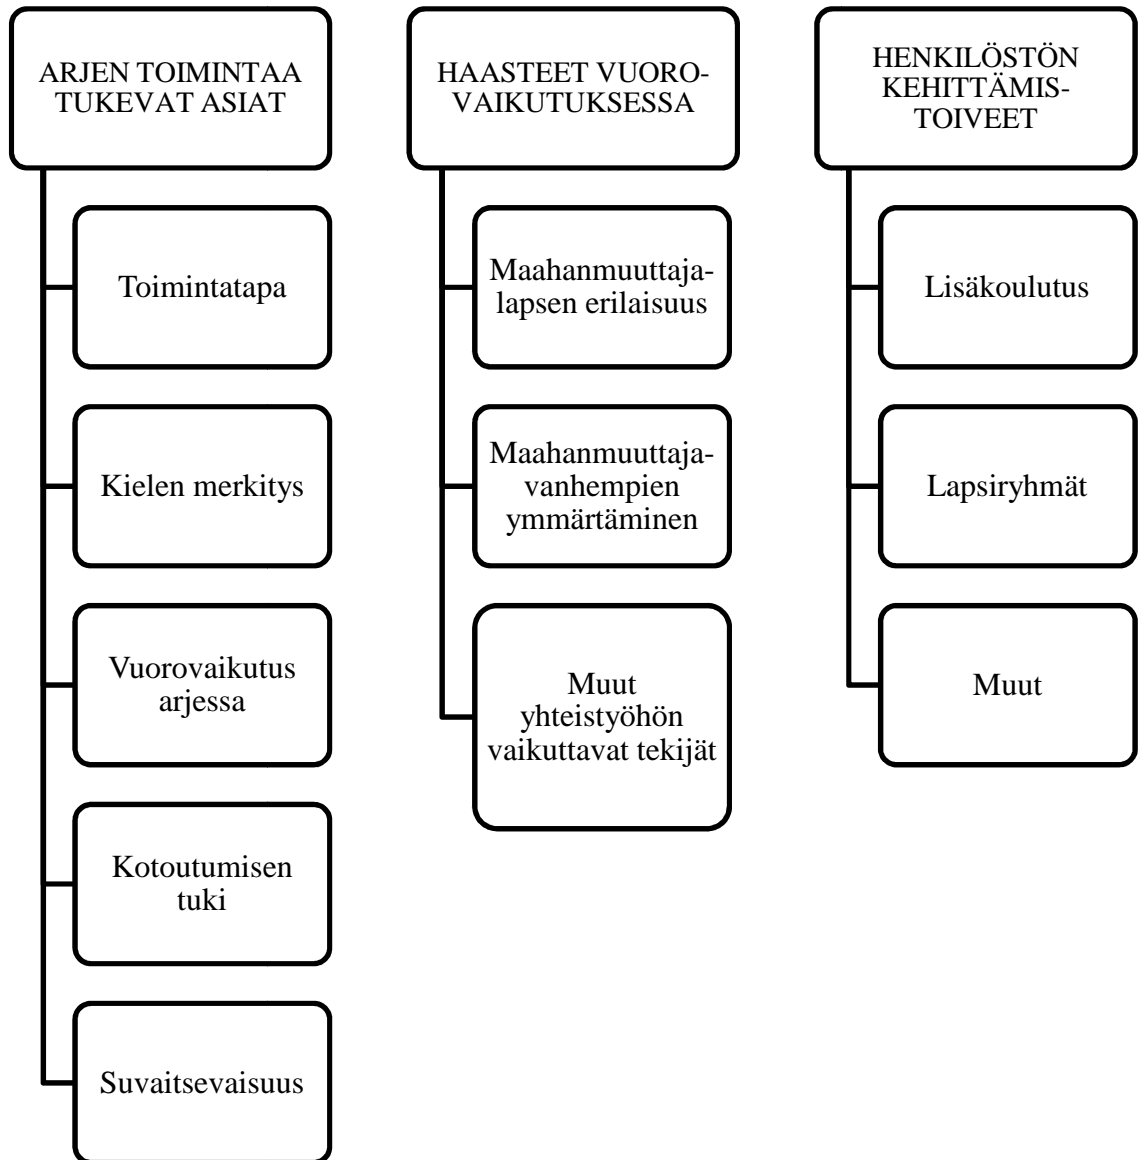 ARJEN TOIMINTAA
TUKEVAT ASIAT
Toimintatapa
Kielen merkitys
Vuorovaikutus
arjessa
Kotoutumisen
tuki
Suvaitsevaisuus
HAASTEET VUORO-
VAIKUTUKSESSA
Maahanmuuttaja-
lapsen erilaisuus
Maahanmuuttaja-
vanhempien
ymmärtäminen
Muut
yhteistyöhön
vaikuttavat tekijät
HENKILÖSTÖN
KEHITTÄMIS-
TOIVEET
Lisäkoulutus
Lapsiryhmät
Muut